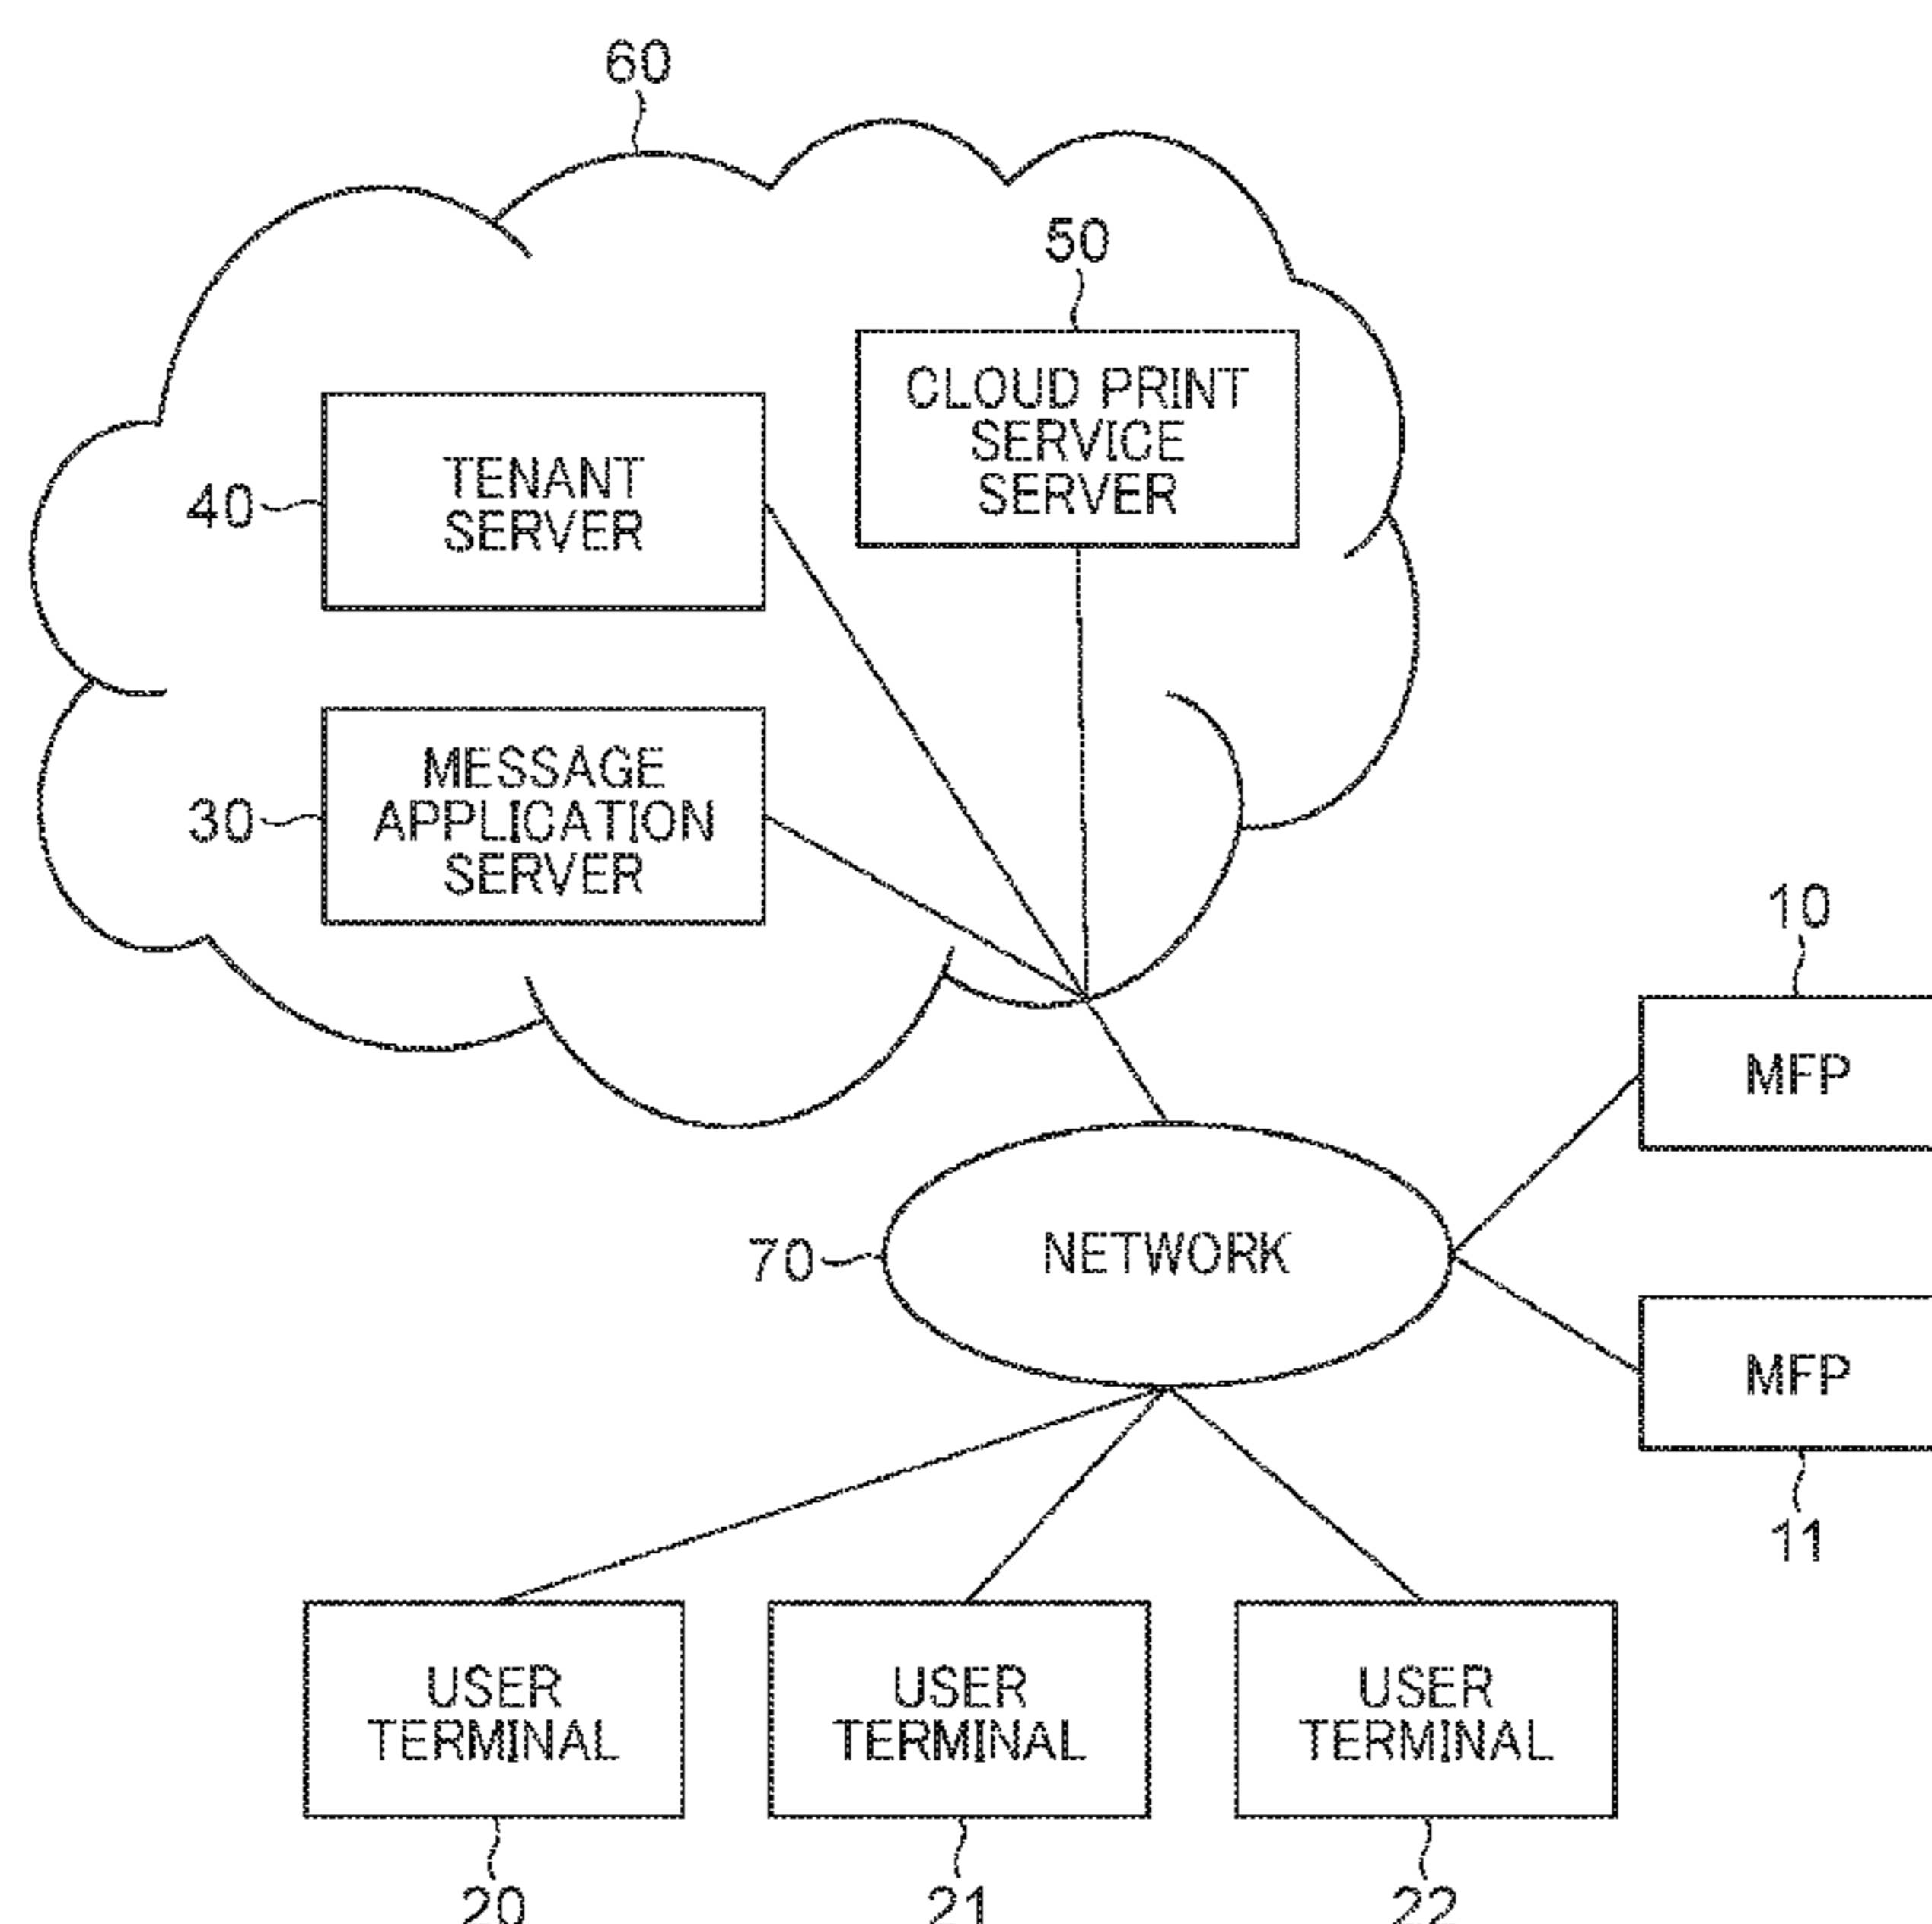 60
50
CLOUD PRINT
SERVICE
SERVER
40
TENANT
SERVER
30
MESSAGE
APPLICATION
SERVER
10
MFP
70
NETWORK
MFP
11
USER
TERMINAL
USER
TERMINAL
USER
TERMINAL
20
21
22